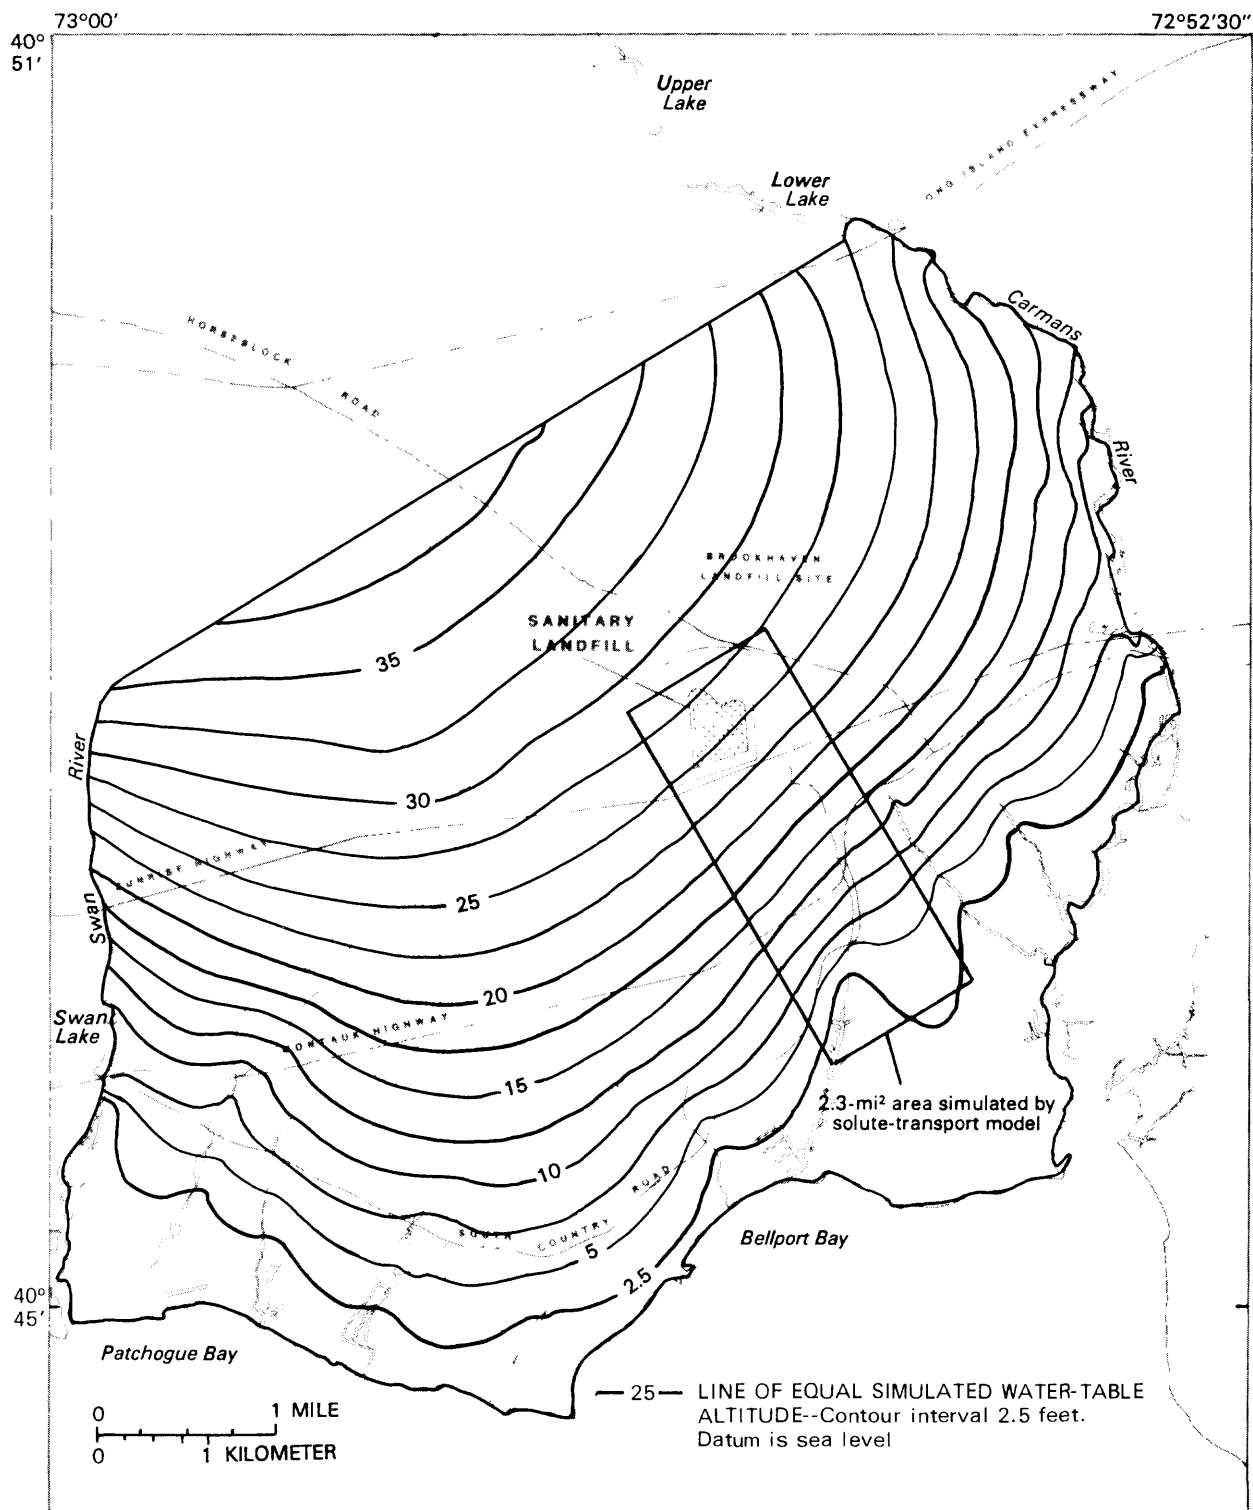 73°00'
72°52'30"
40°
51'
Upper
Lake
LONG ISLAND EXPRESSWAY
Lower
Lake
Carmans
HORSEBLOCK
ROAD
River
BROOKHAVEN
LANDFILL SITE
SANITARY
LANDFILL
35
River
30
SUNRISE HIGHWAY
25
Swan
20
Swan
Lake
MONTAUK HIGHWAY
15
2.3-mi² area simulated by
solute-transport model
10
ROAD
SOUTH
COUNTRY
5
Bellport Bay
2.5
40°
45'
Patchogue Bay
25
LINE OF EQUAL SIMULATED WATER-TABLE
ALTITUDE--Contour interval 2.5 feet.
Datum is sea level
0 1 MILE
0 1 KILOMETER